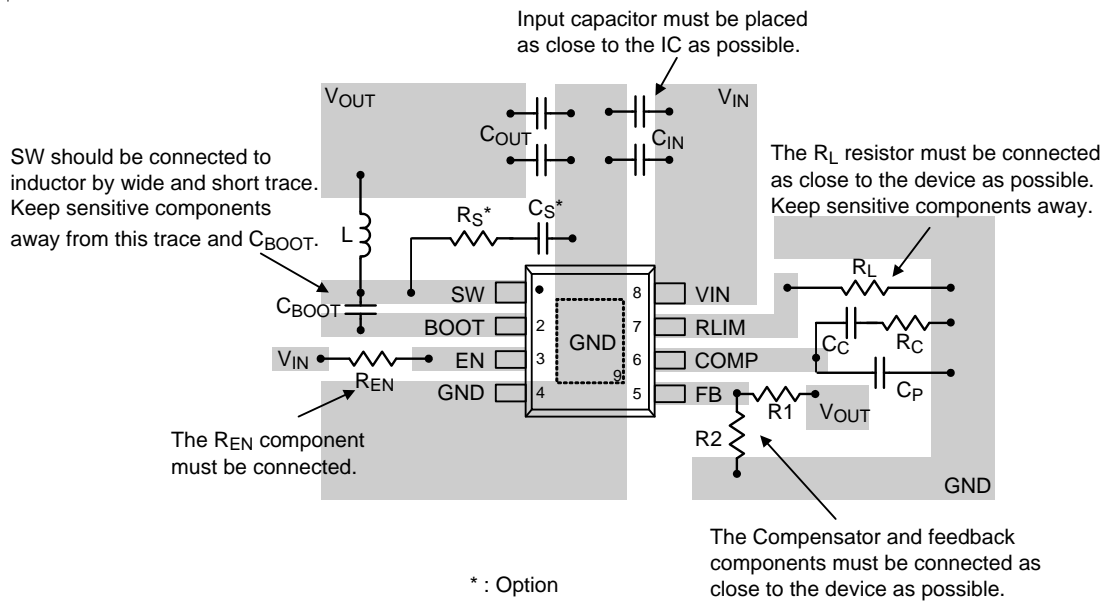 Input capacitor must be placed
as close to the IC as possible.
VOUT
VIN
COUT
CIN
SW should be connected to
inductor by wide and short trace.
Keep sensitive components
away from this trace and CBOOT.
The RL resistor must be connected
as close to the device as possible.
Keep sensitive components away.
RS*
CS*
L
RL
SW
8
VIN
CBOOT
BOOT
2
7
RLIM
GND
CC
RC
VIN
EN
3
6
COMP
REN
9
CP
GND
4
5
FB
R1
VOUT
R2
The REN component
must be connected.
GND
The Compensator and feedback
components must be connected as
close to the device as possible.
* : Option